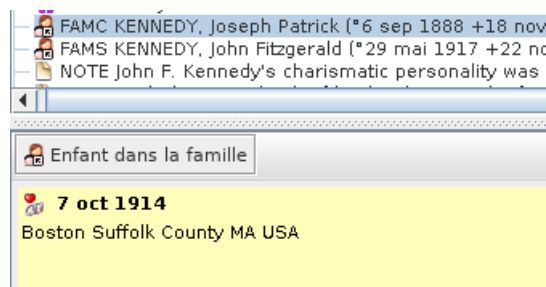 FAMC KENNEDY, Joseph Patrick (*6 sep 1888 +18 nov
FAMS KENNEDY, John Fitzgerald (*29 mai 1917 +22 no
NOTE John F. Kennedy's charismatic personality was
Enfant dans la famille
7 oct 1914
Boston Suffolk County MA USA